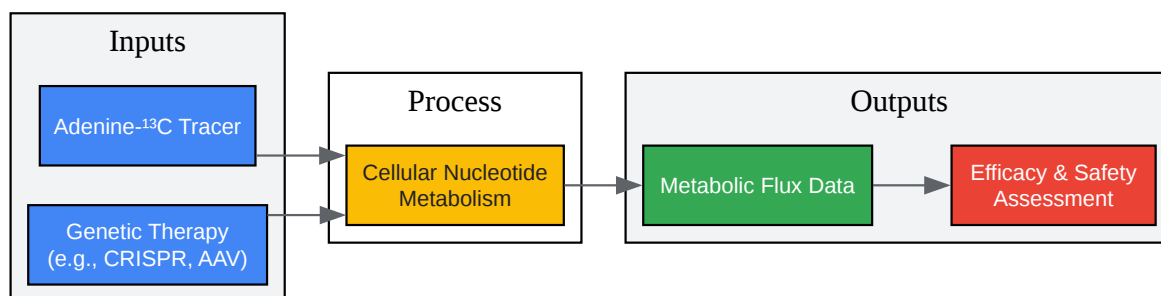 Inputs
Adenine-¹³C Tracer
Genetic Therapy
(e.g., CRISPR, AAV)
Process
Cellular Nucleotide
Metabolism
Outputs
Metabolic Flux Data
Efficacy & Safety
Assessment